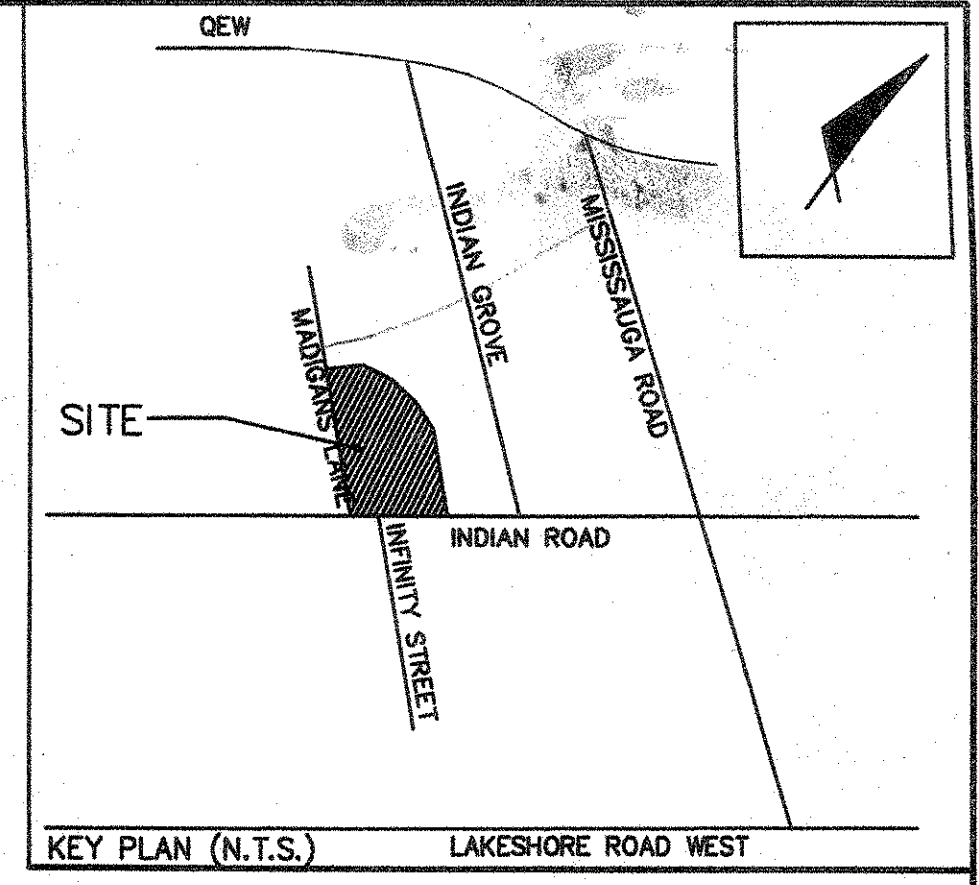 QEW
INDIAN GROVE
MISSISSAUGA ROAD
MADIGANS LANE
SITE
INDIAN ROAD
INFINITY STREET
KEY PLAN (N.T.S.)
LAKESHORE ROAD WEST